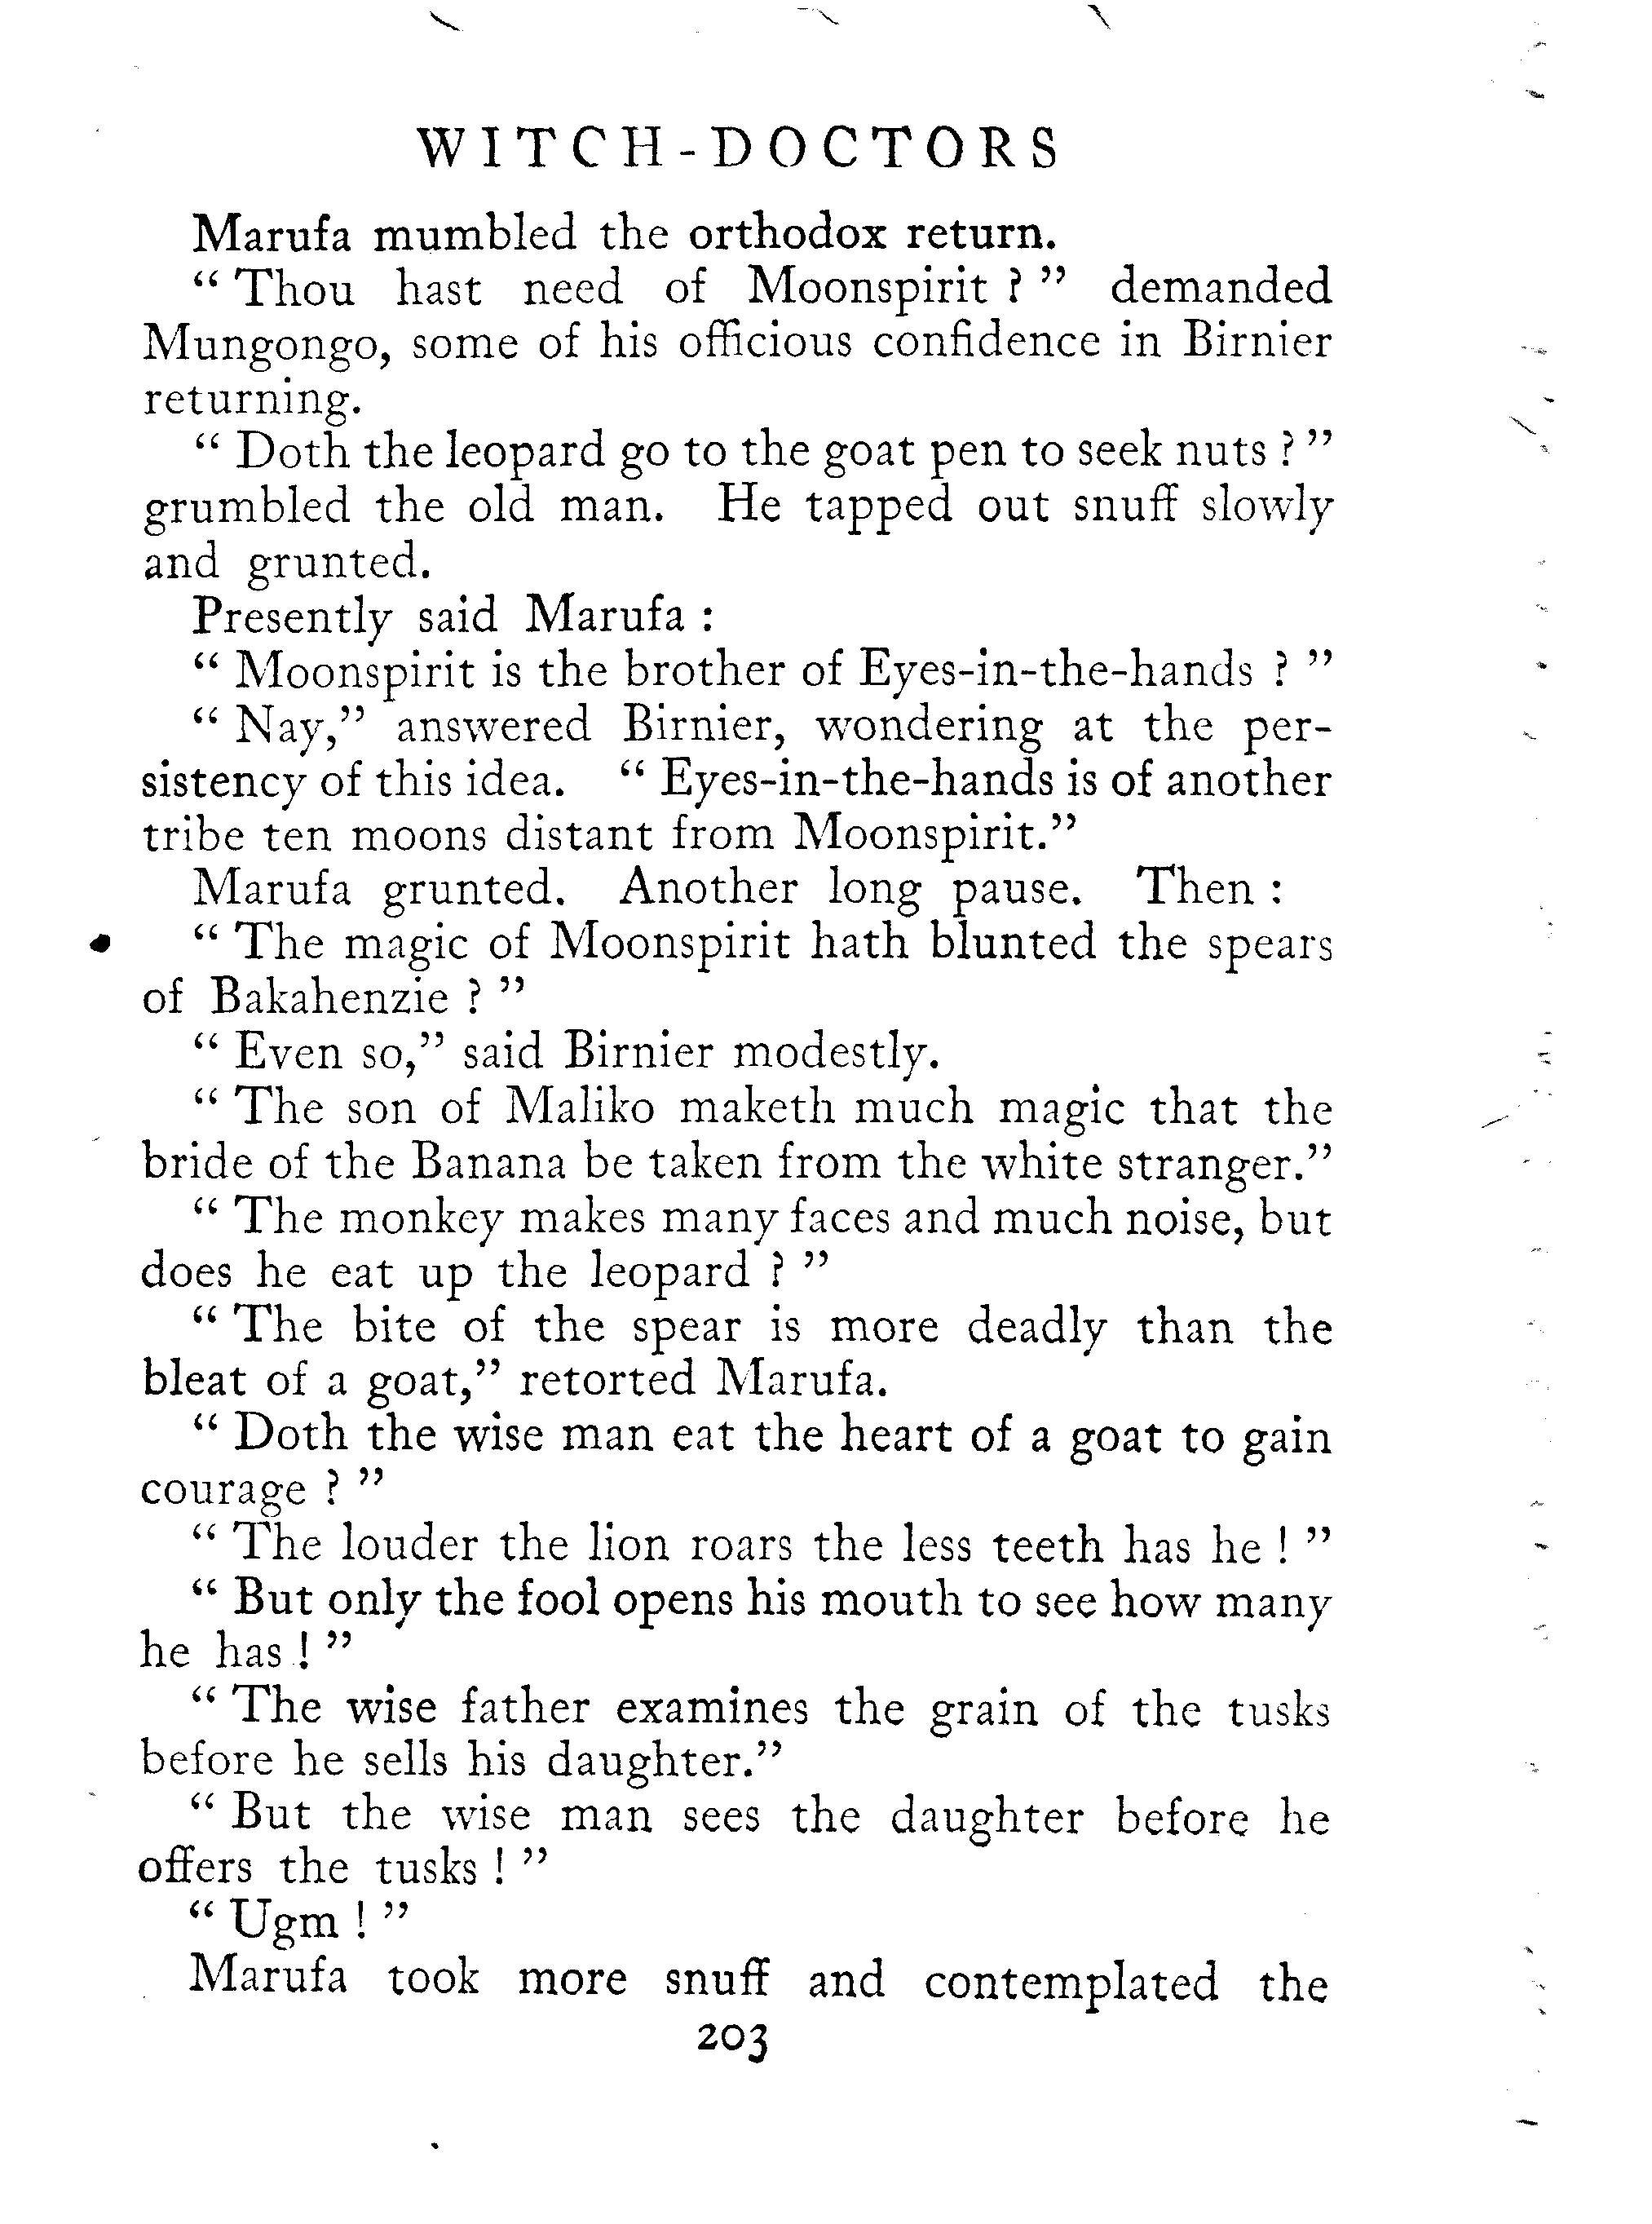 WITCH-DOCTORS
Marufa mumbled the orthodox return.
“ Thou hast need of Moonspirit ? ” demanded
Mungongo, some of his officious confidence in Birnier
returning.
“ Doth the leopard go to the goat pen to seek nuts ? ”
grumbled the old man. He tapped out snuff slowly
and grunted.
Presently said Marufa :
“ Moonspirit is the brother of Eyes-in-the-hands ? ”
“ Nay,” answered Birnier, wondering at the per-
sistency of this idea. “ Eyes-in-the-hands is of another
tribe ten moons distant from Moonspirit.”
Marufa grunted. Another long pause. Then :
“ The magic of Moonspirit hath blunted the spears
of Bakahenzie ? ”
“ Even so,” said Birnier modestly.
“ The son of Maliko maketh much magic that the
bride of the Banana be taken from the white stranger.”
“ The monkey makes many faces and much noise, but
does he eat up the leopard ? ”
“ The bite of the spear is more deadly than the
bleat of a goat,” retorted Marufa.
“ Doth the wise man eat the heart of a goat to gain
courage ? ”
“ The louder the lion roars the less teeth has he ! ”
“ But only the fool opens his mouth to see how many
he has ! ”
“ The wise father examines the grain of the tusks
before he sells his daughter.”
“ But the wise man sees the daughter before he
offers the tusks ! ”
“ Ugm ! ”
Marufa took more snuff and contemplated the
203